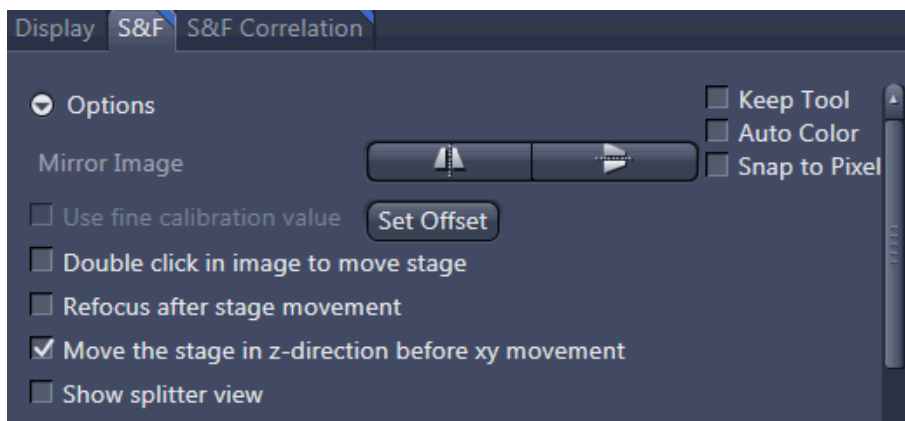 Display S&F S&F Correlation
Options
Keep Tool
Auto Color
Mirror Image
Snap to Pixel
Use fine calibration value Set Offset
Double click in image to move stage
Refocus after stage movement
Move the stage in z-direction before xy movement
Show splitter view